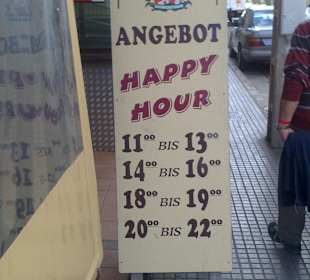 ANGEBOT
HAPPY
HOUR
11⁰⁰ BIS 13⁰⁰
14⁰⁰ BIS 16⁰⁰
18⁰⁰ BIS 19⁰⁰
20⁰⁰ BIS 22⁰⁰